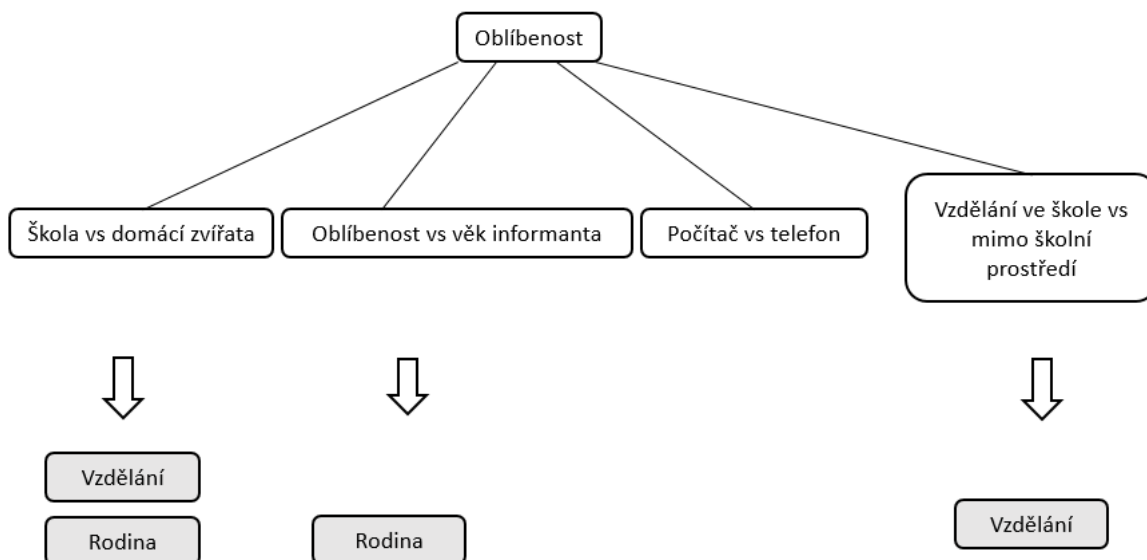 Oblíbenost
Škola vs domácí zvířata
Oblíbenost vs věk informanta
Počítač vs telefon
Vzdělání ve škole vs
mimo školní
prostředí
Vzdělání
Rodina
Rodina
Vzdělání